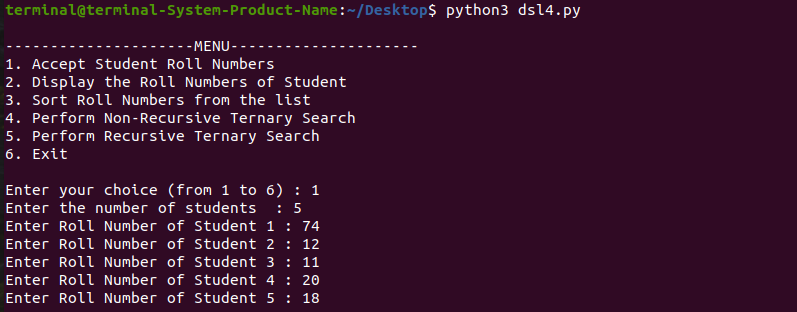 terminal@terminal-System-Product-Name:~/Desktop$ python3 dsl4.py
---------------------MENU---------------------
1. Accept Student Roll Numbers
2. Display the Roll Numbers of Student
3. Sort Roll Numbers from the list
4. Perform Non-Recursive Ternary Search
5. Perform Recursive Ternary Search
6. Exit
Enter your choice (from 1 to 6) : 1
Enter the number of students  : 5
Enter Roll Number of Student 1 : 74
Enter Roll Number of Student 2 : 12
Enter Roll Number of Student 3 : 11
Enter Roll Number of Student 4 : 20
Enter Roll Number of Student 5 : 18